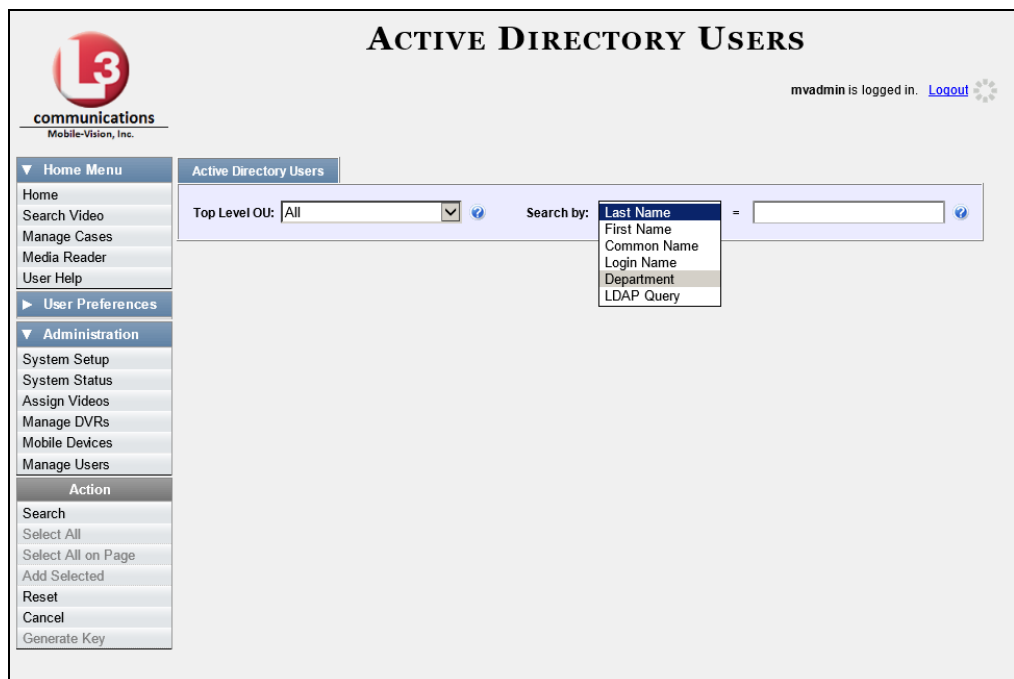 ACTIVE DIRECTORY USERS
L3
communications
Mobile-Vision, Inc.
mvadmin is logged in. Logout
Home Menu
Home
Search Video
Manage Cases
Media Reader
User Help
User Preferences
Administration
System Setup
System Status
Assign Videos
Manage DVRs
Mobile Devices
Manage Users
Action
Search
Select All
Select All on Page
Add Selected
Reset
Cancel
Generate Key
Active Directory Users
Top Level OU: All ? Search by: Last Name = ?
First Name
Common Name
Login Name
Department
LDAP Query